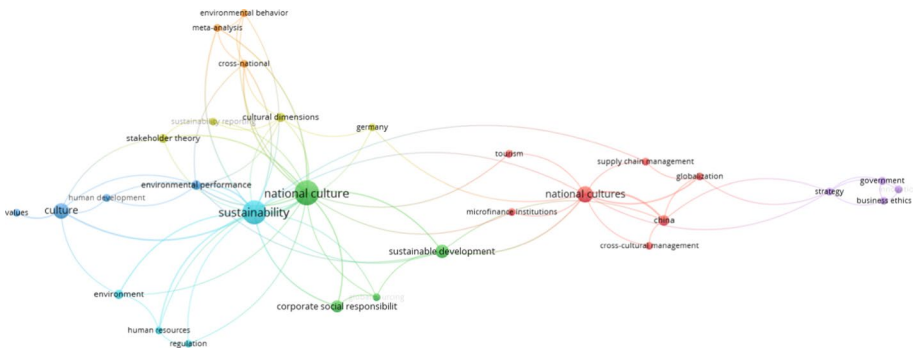 environmental behavior
meta-analysis
cross-national
sustainability reporting
cultural dimensions
germany
stakeholder theory
tourism
supply chain management
globalization
environmental performance
human development
national culture
national cultures
strategy
government
business ethics
values
culture
sustainability
microfinance institutions
china
sustainable development
cross-cultural management
environment
corporate social responsibilit
human resources
regulation